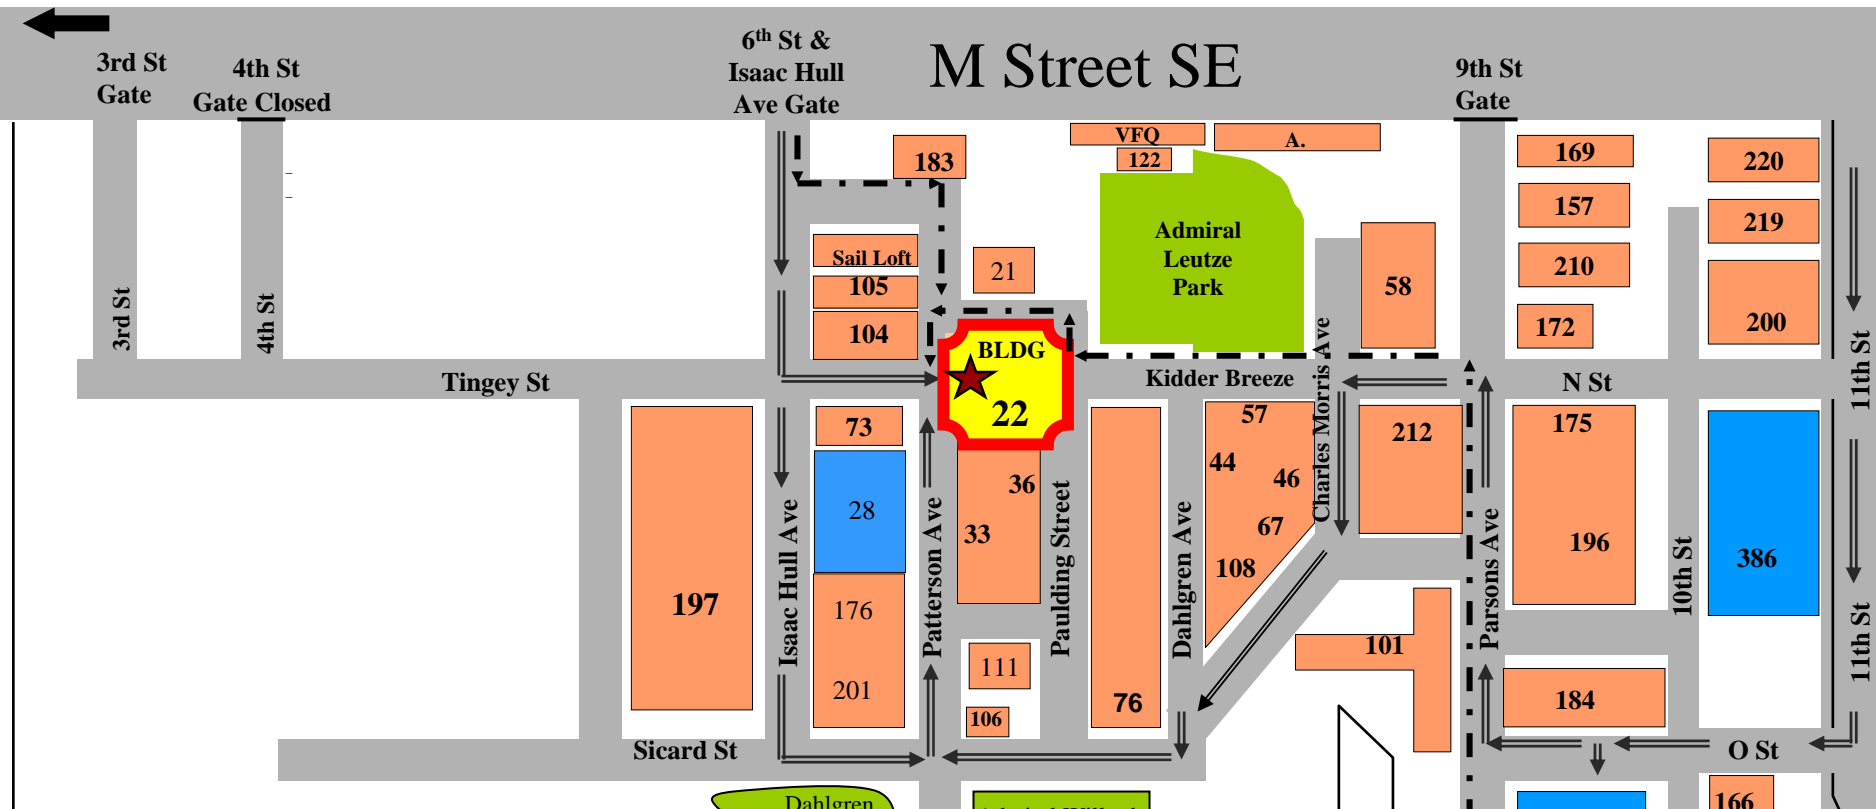 M Street SE
3rd St
Gate
4th St
Gate Closed
6th St &
Isaac Hull
Ave Gate
9th St
Gate
VFQ
A.
122
183
169
220
157
219
Admiral
Leutze
Park
Sail Loft
21
210
105
58
3rd St
4th St
104
172
200
BLDG
22
Tingey St
Kidder Breeze
Charles Morris Ave
N St
11th St
73
57
212
175
44
46
36
28
33
67
196
386
108
197
176
Isaac Hull Ave
Patterson Ave
Paulding Street
Dahlgren Ave
Parsons Ave
10th St
11th St
101
111
201
76
184
106
Sicard St
O St
Dahlgren
166